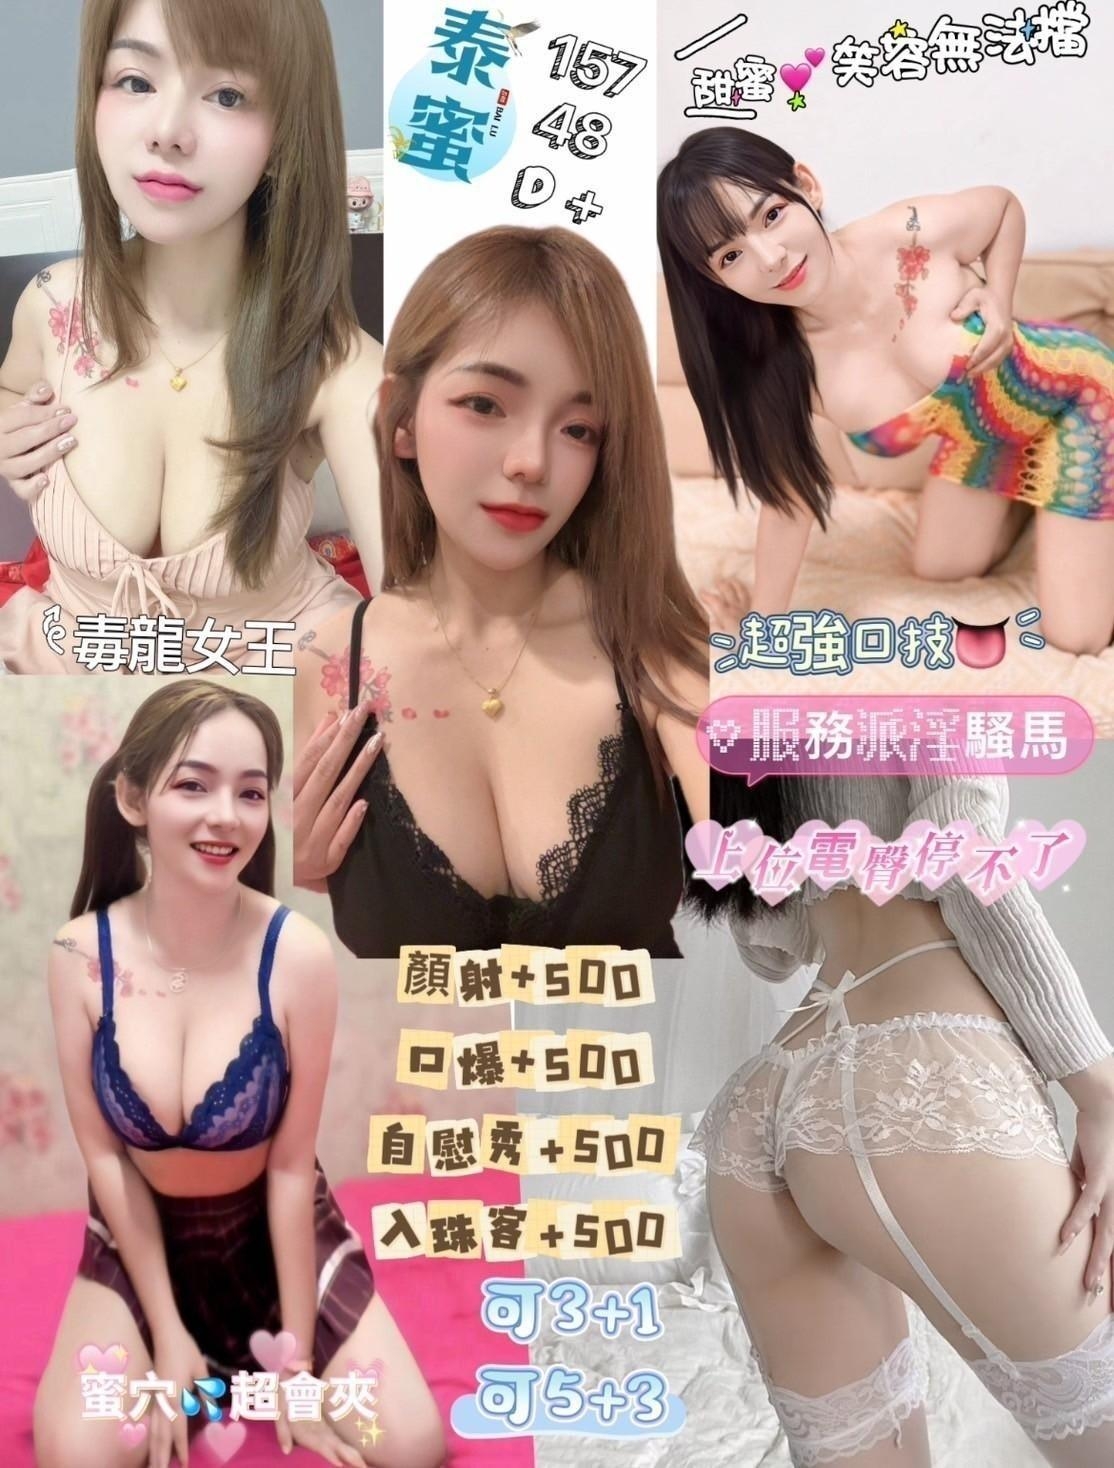 泰蜜
BAI LU
157
48
D+
甜蜜💕笑容無法擋
毒龍女王
超強口技👅
服務派淫騷馬
上位電臀停不了
顏射+500
口爆+500
自慰秀+500
入珠客+500
可3+1
可5+3
蜜穴💦超會夾